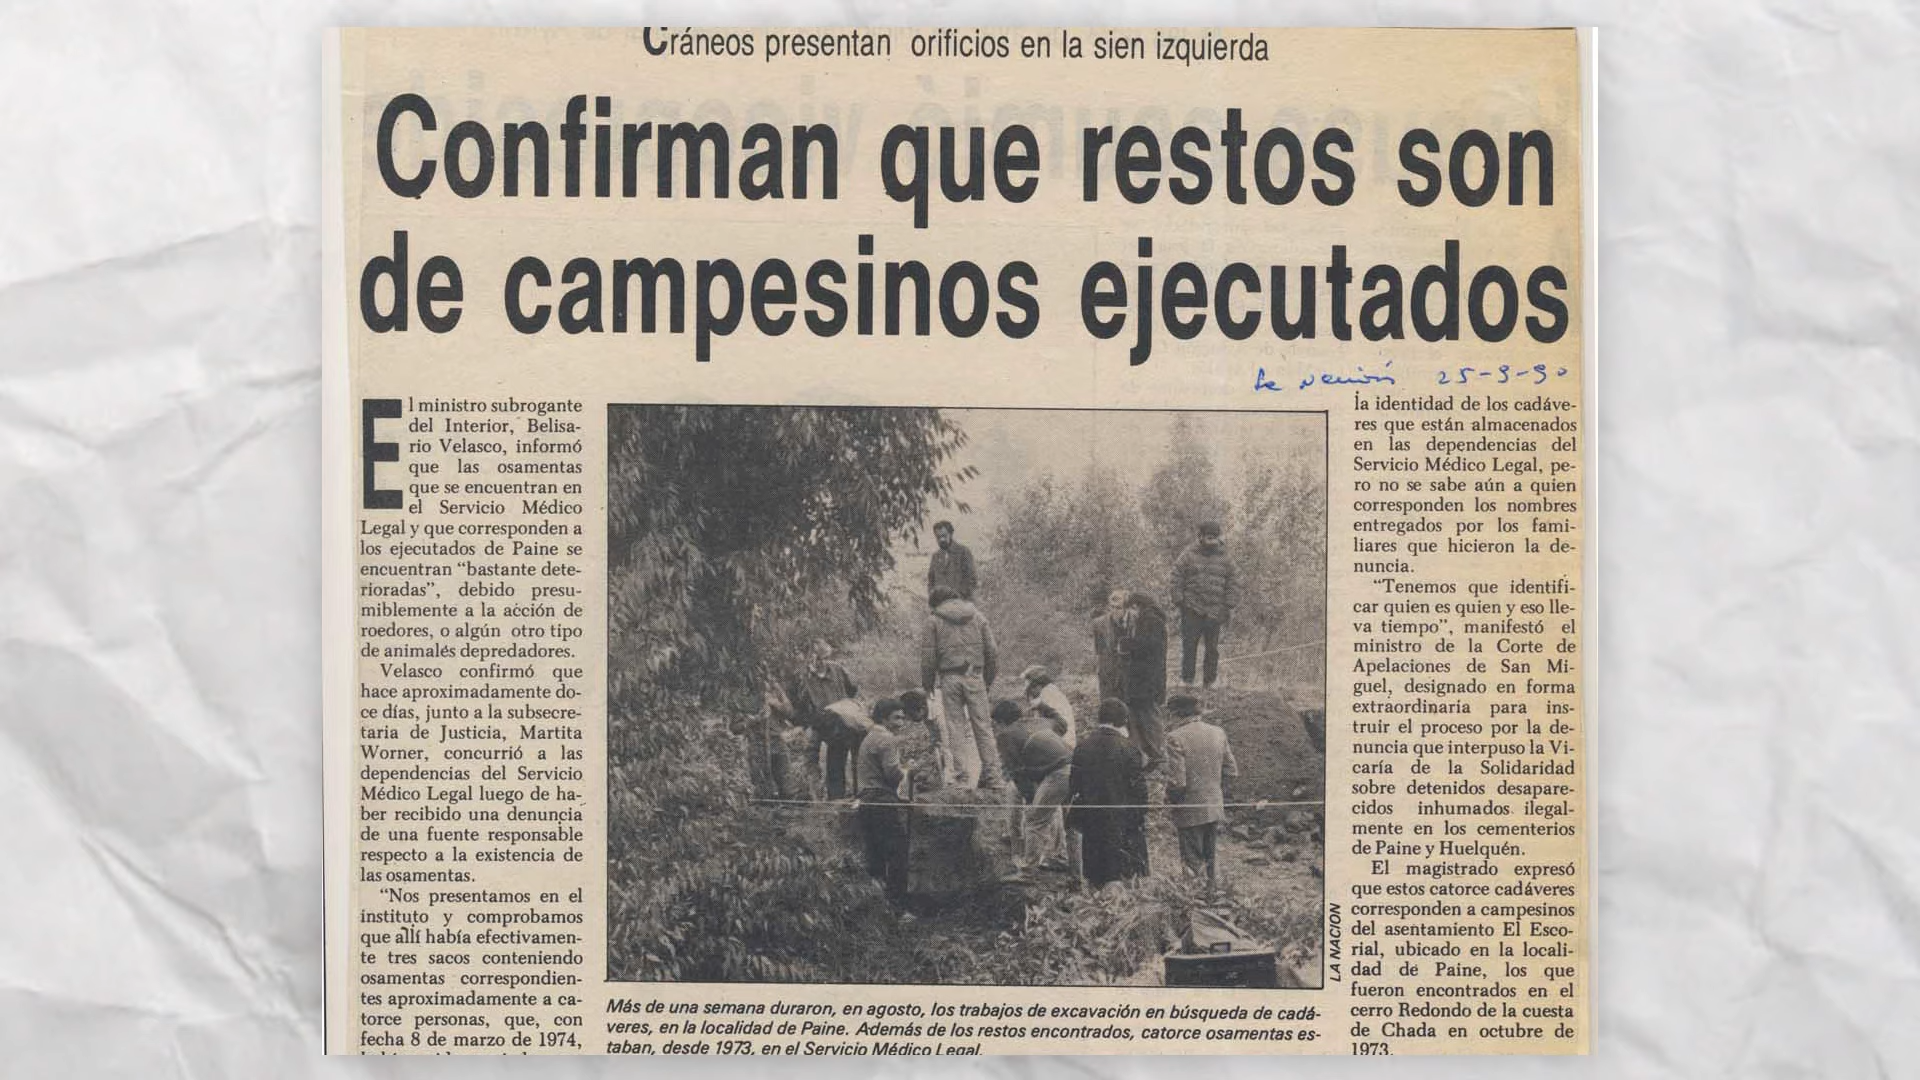 Cráneos presentan orificios en la sien izquierda
Confirman que restos son
de campesinos ejecutados
La Nación 25-9-90
El ministro subrogante
del Interior, Belisa-
rio Velasco, informó
que las osamentas
que se encuentran en
el Servicio Médico
Legal y que corresponden a
los ejecutados de Paine se
encuentran “bastante dete-
rioradas”, debido presu-
miblemente a la acción de
roedores, o algún otro tipo
de animales depredadores.
Velasco confirmó que
hace aproximadamente do-
ce días, junto a la subsecre-
taria de Justicia, Martita
Worner, concurrió a las
dependencias del Servicio
Médico Legal luego de ha-
ber recibido una denuncia
de una fuente responsable
respecto a la existencia de
las osamentas.
“Nos presentamos en el
instituto y comprobamos
que allí había efectivamen-
te tres sacos conteniendo
osamentas correspondien-
tes aproximadamente a ca-
torce personas, que, con
fecha 8 de marzo de 1974,
LA NACION
Más de una semana duraron, en agosto, los trabajos de excavación en búsqueda de cadá-
veres, en la localidad de Paine. Además de los restos encontrados, catorce osamentas es-
taban, desde 1973, en el Servicio Médico Legal.
la identidad de los cadáve-
res que están almacenados
en las dependencias del
Servicio Médico Legal, pe-
ro no se sabe aún a quien
corresponden los nombres
entregados por los fami-
liares que hicieron la de-
nuncia.
“Tenemos que identifi-
car quien es quien y eso lle-
va tiempo”, manifestó el
ministro de la Corte de
Apelaciones de San Mi-
guel, designado en forma
extraordinaria para ins-
truir el proceso por la de-
nuncia que interpuso la Vi-
caría de la Solidaridad
sobre detenidos desapare-
cidos inhumados ilegal-
mente en los cementerios
de Paine y Huelquén.
El magistrado expresó
que estos catorce cadáveres
corresponden a campesinos
del asentamiento El Esco-
rial, ubicado en la locali-
dad de Paine, los que
fueron encontrados en el
cerro Redondo de la cuesta
de Chada en octubre de
1973.